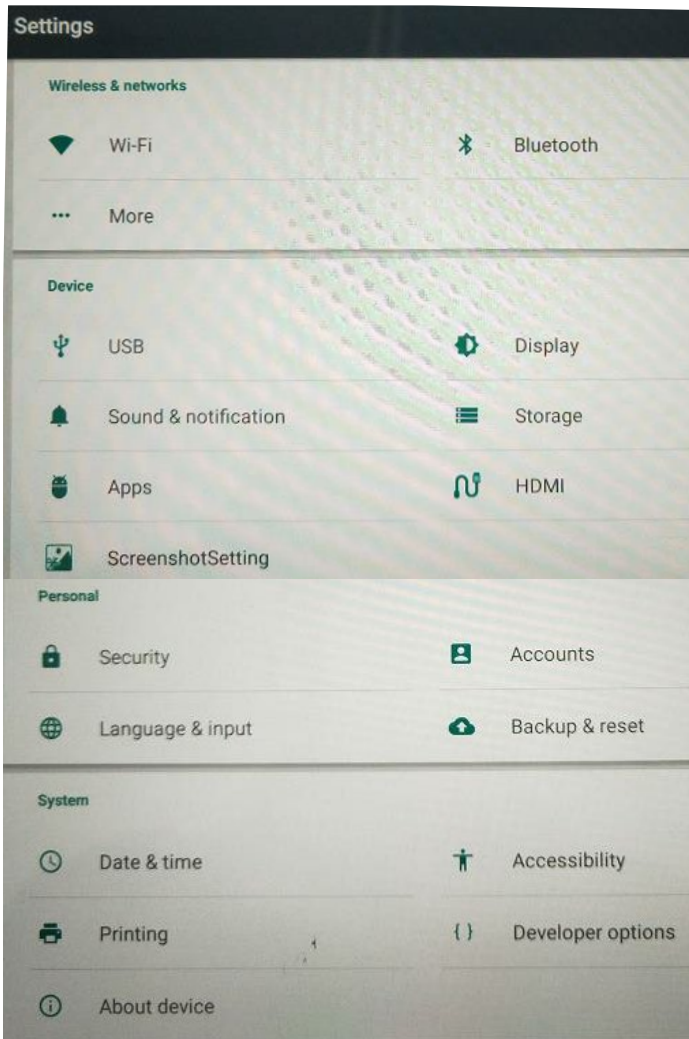 Settings
Wireless & networks
Wi-Fi
Bluetooth
More
Device
USB
Display
Sound & notification
Storage
Apps
HDMI
ScreenshotSetting
Personal
Security
Accounts
Language & input
Backup & reset
System
Date & time
Accessibility
Printing
{ } Developer options
About device